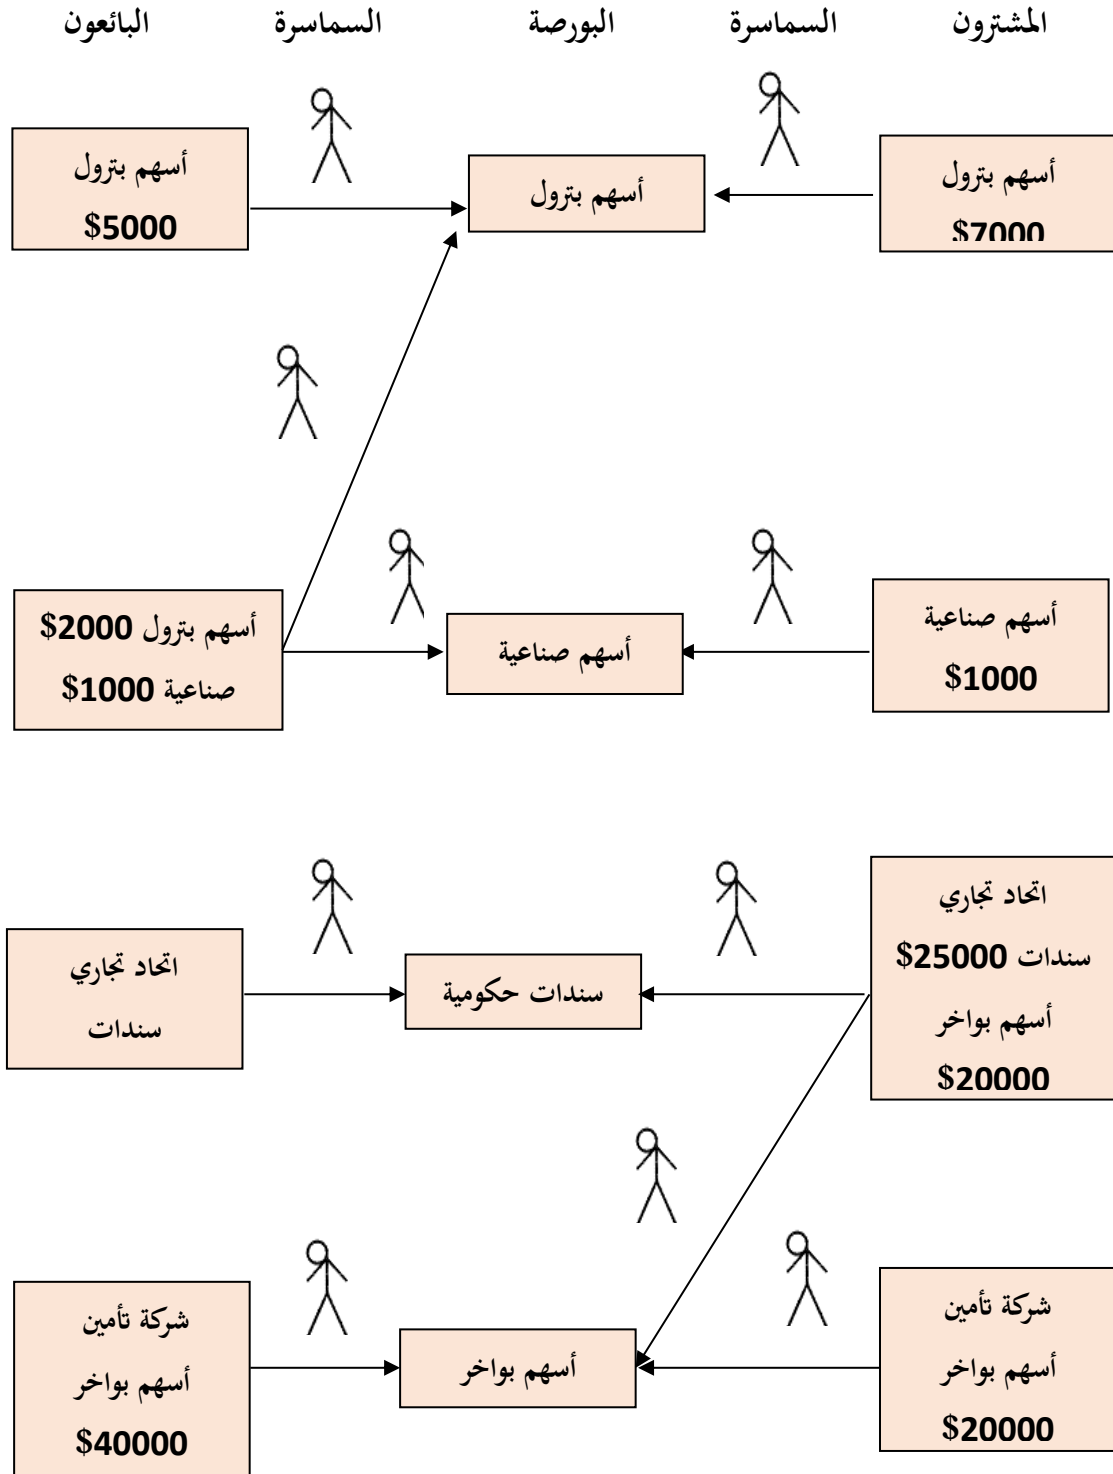 المشترون
السماسرة
البورصة
السماسرة
البائعون
أسهم بترول
$7000
أسهم بترول
أسهم بترول
$5000
أسهم صناعية
$1000
أسهم صناعية
أسهم بترول 2000$
صناعية 1000$
اتحاد تجاري
سندات 25000$
أسهم بواخر
$20000
سندات حكومية
اتحاد تجاري
سندات
شركة تأمين
أسهم بواخر
$20000
أسهم بواخر
شركة تأمين
أسهم بواخر
$40000